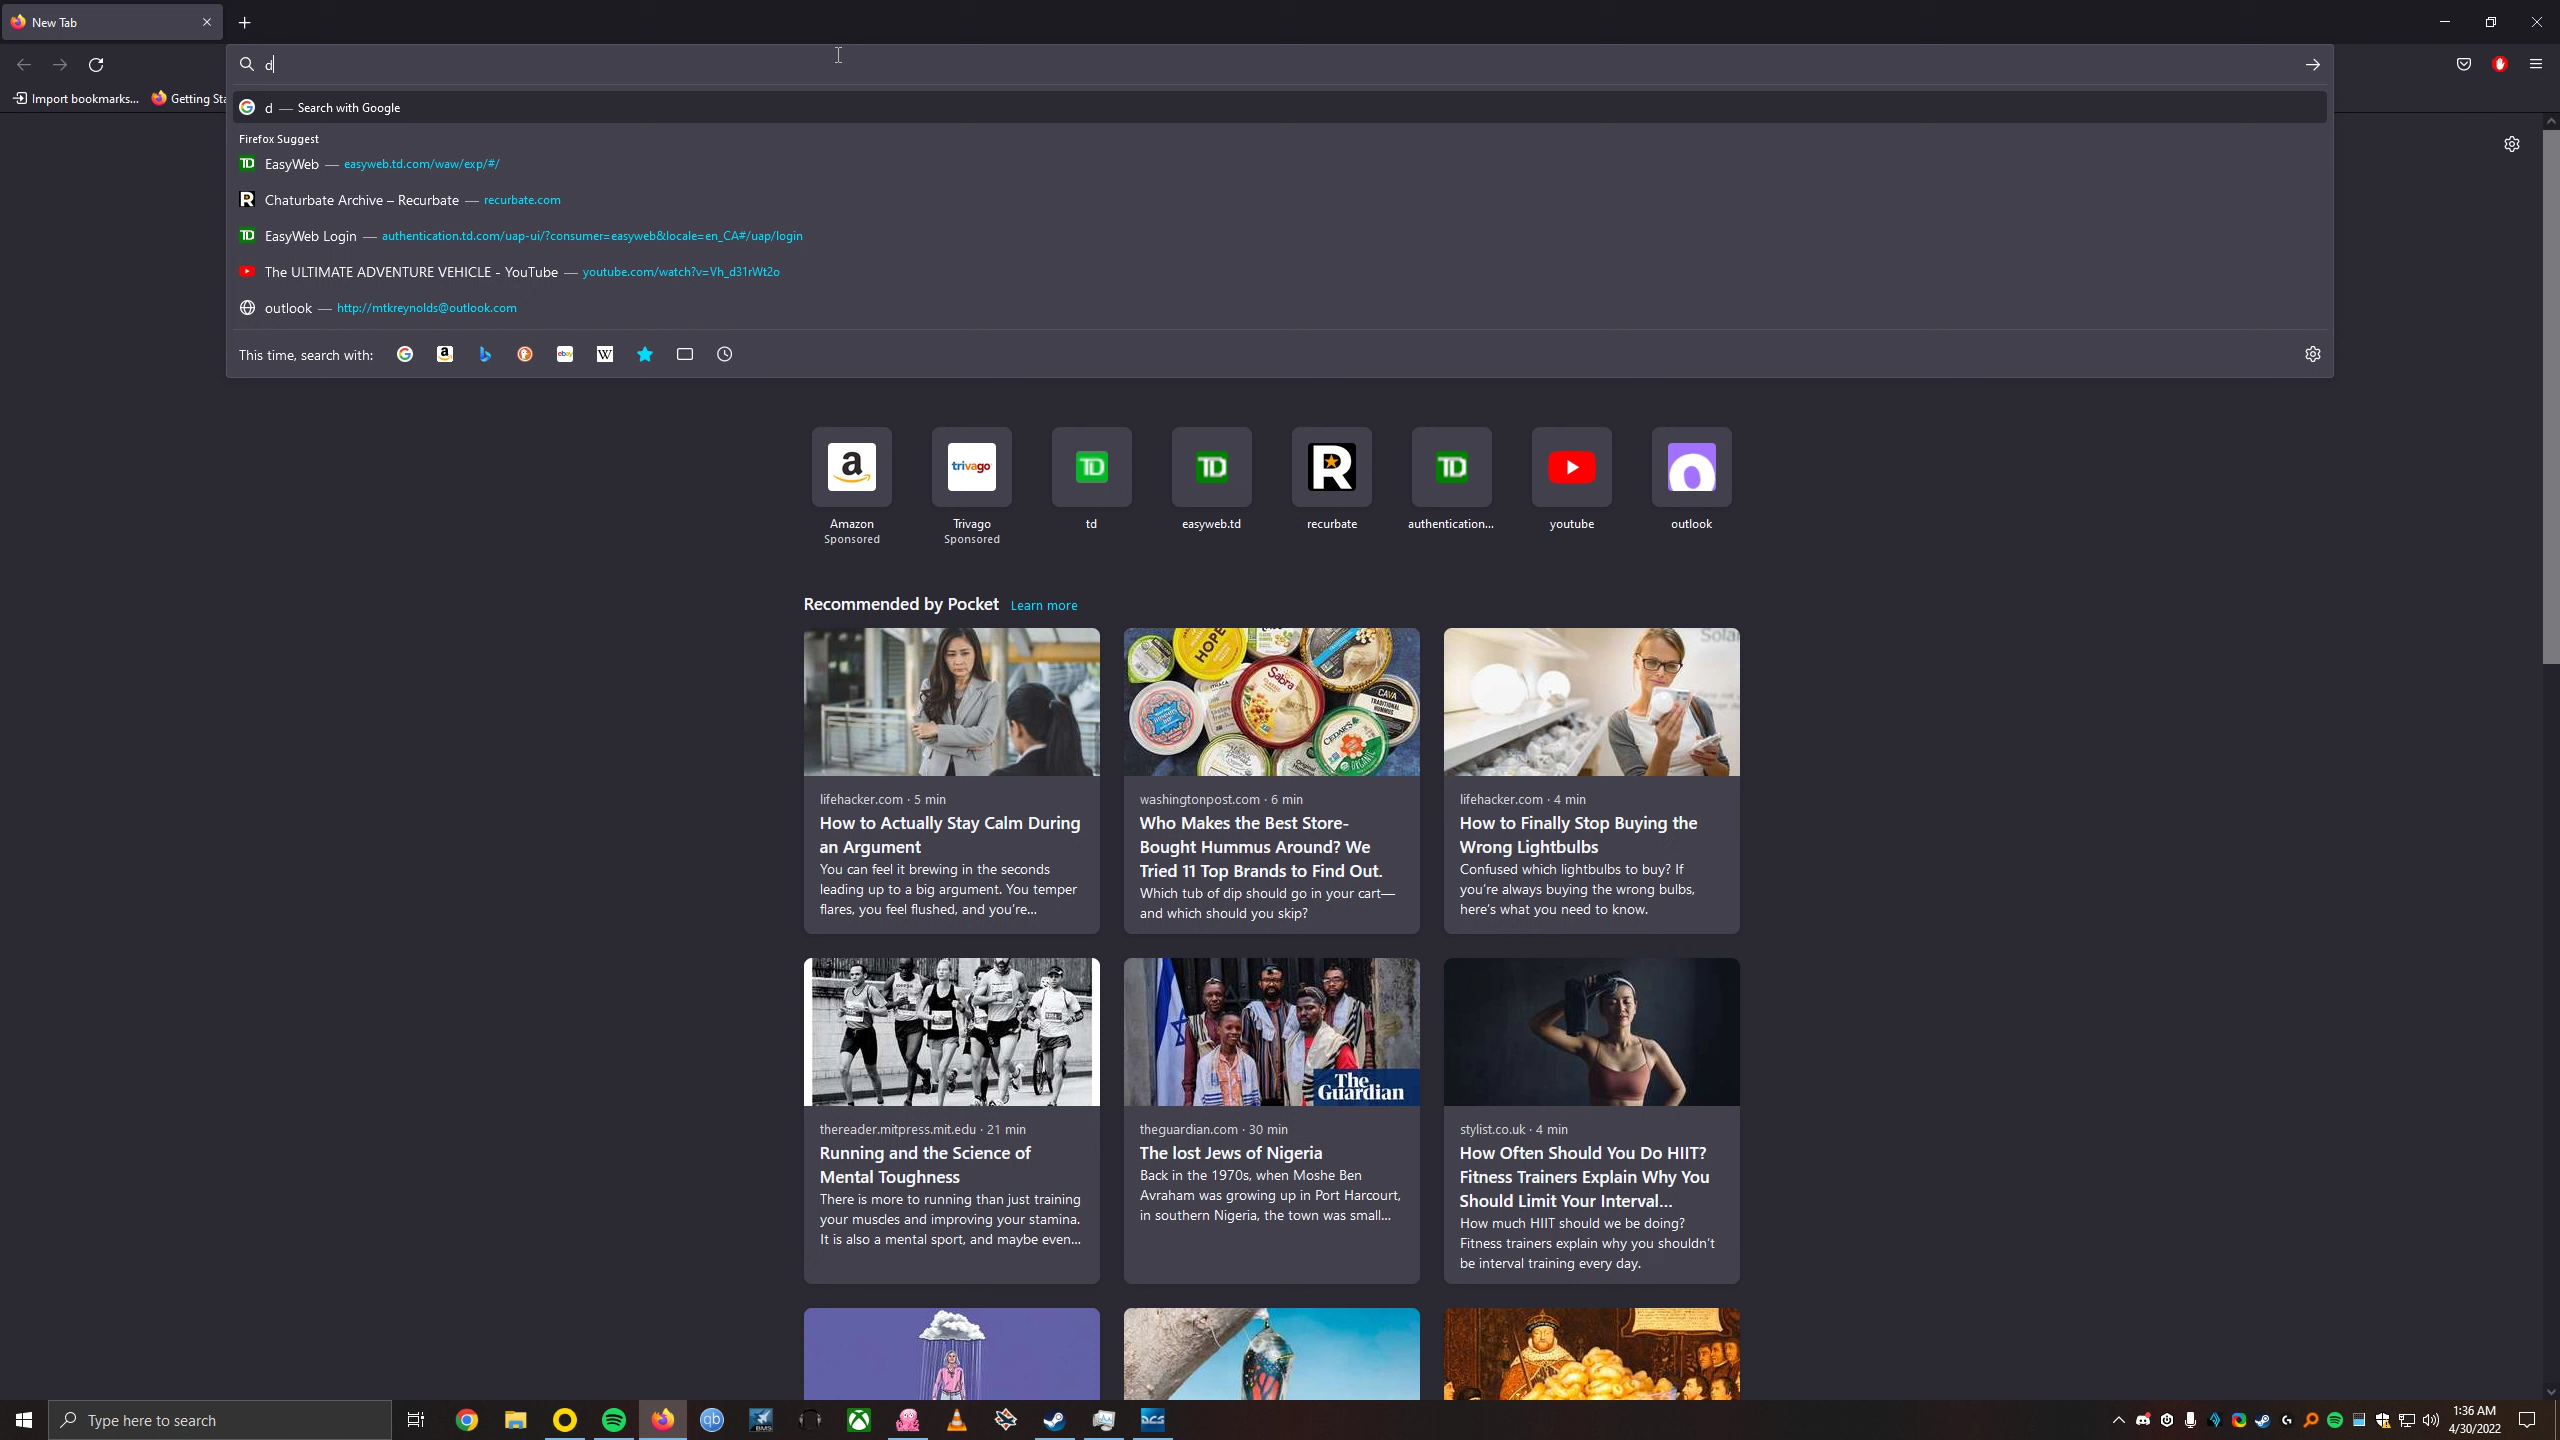 New Tab
d
Import bookmarks... Getting Sta
d — Search with Google
Firefox Suggest
EasyWeb — easyweb.td.com/waw/exp/#/
Chaturbate Archive – Recurbate — recurbate.com
EasyWeb Login — authentication.td.com/uap-ui/?consumer=easyweb&locale=en_CA#/uap/login
The ULTIMATE ADVENTURE VEHICLE - YouTube — youtube.com/watch?v=Vh_d31rWt2o
outlook — http://mtkreynolds@outlook.com
This time, search with:
Amazon Trivago td easyweb.td recurbate authentication... youtube outlook
Sponsored Sponsored
Recommended by Pocket Learn more
lifehacker.com · 5 min
How to Actually Stay Calm During
an Argument
You can feel it brewing in the seconds
leading up to a big argument. You temper
flares, you feel flushed, and you're...
washingtonpost.com · 6 min
Who Makes the Best Store-
Bought Hummus Around? We
Tried 11 Top Brands to Find Out.
Which tub of dip should go in your cart—
and which should you skip?
lifehacker.com · 4 min
How to Finally Stop Buying the
Wrong Lightbulbs
Confused which lightbulbs to buy? If
you're always buying the wrong bulbs,
here's what you need to know.
The
Guardian
thereader.mitpress.mit.edu · 21 min
Running and the Science of
Mental Toughness
There is more to running than just training
your muscles and improving your stamina.
It is also a mental sport, and maybe even...
theguardian.com · 30 min
The lost Jews of Nigeria
Back in the 1970s, when Moshe Ben
Avraham was growing up in Port Harcourt,
in southern Nigeria, the town was small...
stylist.co.uk · 4 min
How Often Should You Do HIIT?
Fitness Trainers Explain Why You
Should Limit Your Interval...
How much HIIT should we be doing?
Fitness trainers explain why you shouldn't
be interval training every day.
Type here to search
1:36 AM
4/30/2022